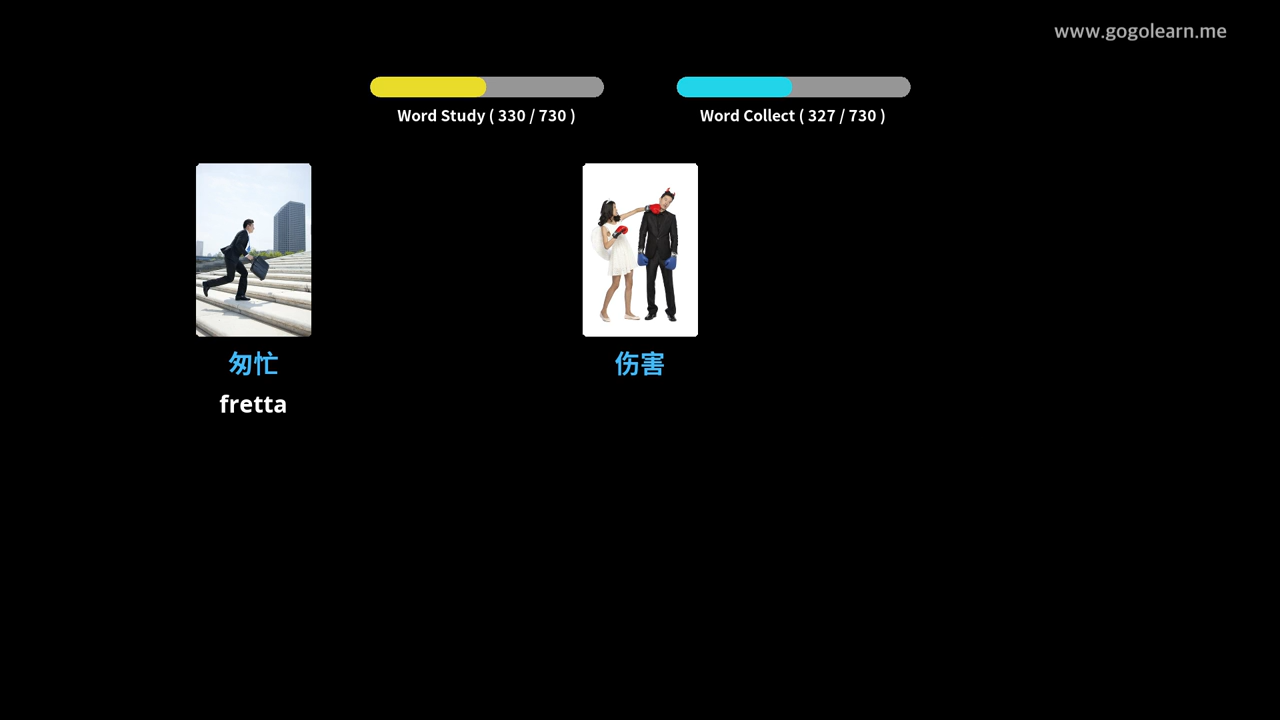 www.gogolearn.me
Word Study ( 330 / 730 )
Word Collect ( 327 / 730 )
匆忙
伤害
fretta